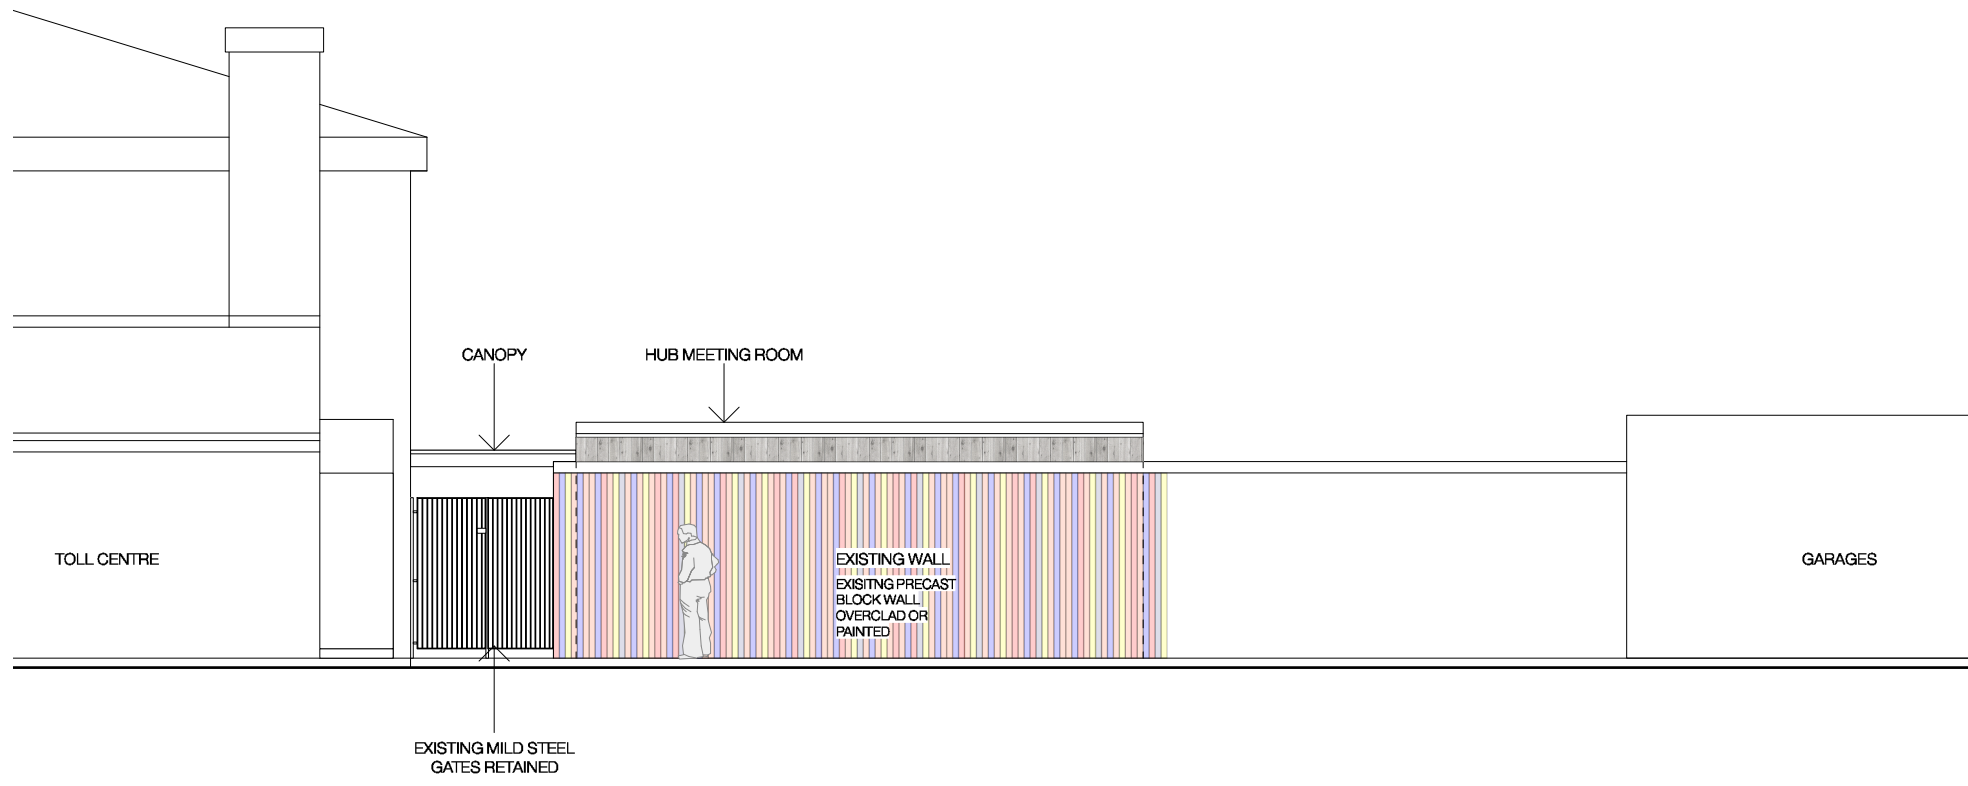 CANOPY
HUB MEETING ROOM
TOLL CENTRE
EXISTING WALL
EXISITNG PRECAST
BLOCK WALL
OVERCLAD OR
PAINTED
GARAGES
EXISTING MILD STEEL
GATES RETAINED